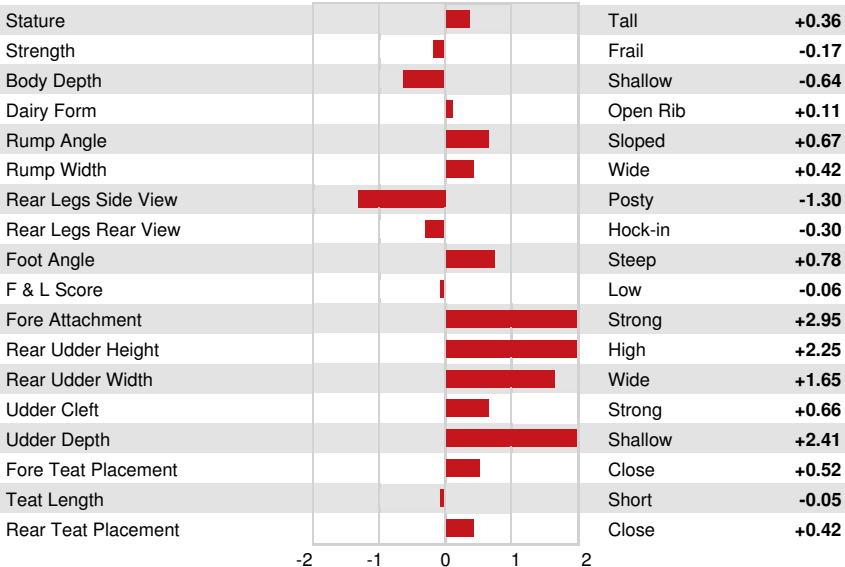 Stature Tall +0.36
Strength Frail -0.17
Body Depth Shallow -0.64
Dairy Form Open Rib +0.11
Rump Angle Sloped +0.67
Rump Width Wide +0.42
Rear Legs Side View Posty -1.30
Rear Legs Rear View Hock-in -0.30
Foot Angle Steep +0.78
F & L Score Low -0.06
Fore Attachment Strong +2.95
Rear Udder Height High +2.25
Rear Udder Width Wide +1.65
Udder Cleft Strong +0.66
Udder Depth Shallow +2.41
Fore Teat Placement Close +0.52
Teat Length Short -0.05
Rear Teat Placement Close +0.42
-2 -1 0 1 2